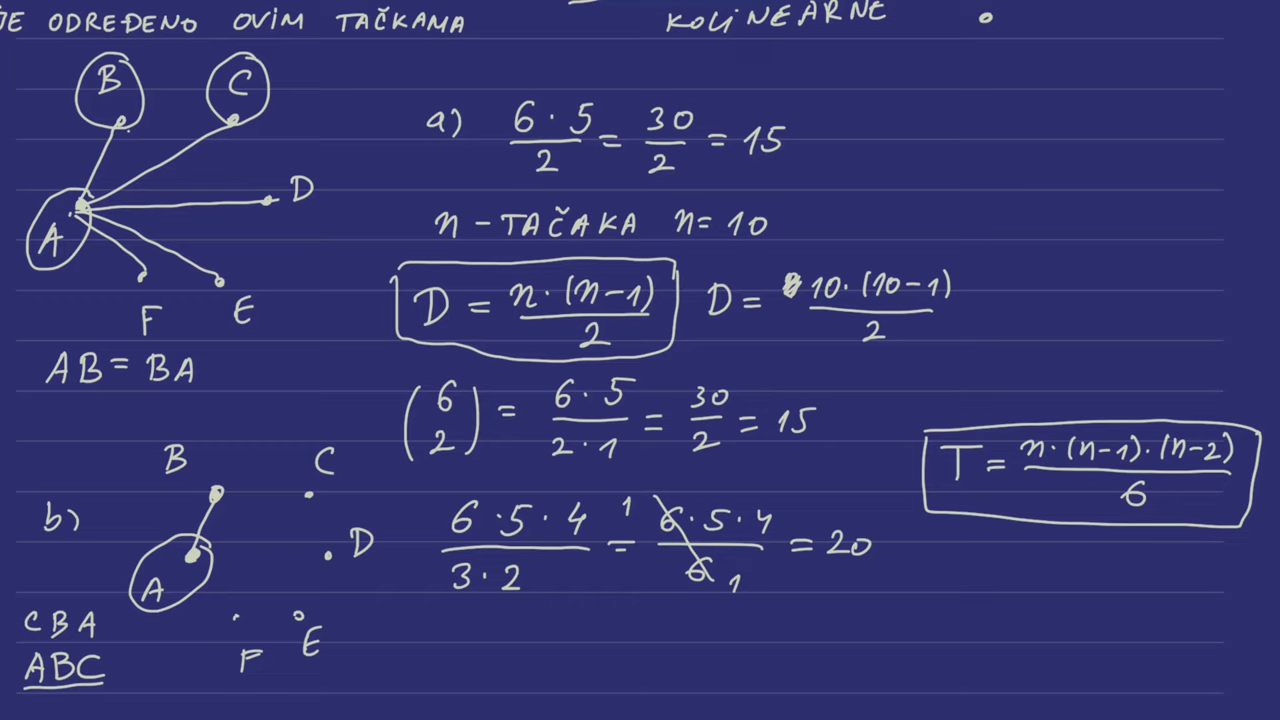 JE ODREĐENO OVIM TAČKAMA
KOLINEARNE
B
C
D
A
F
E
AB = BA
a) 6 · 5 / 2 = 30 / 2 = 15
n - TAČAKA n = 10
D = n · (n - 1) / 2
D = 10 · (10 - 1) / 2
(6 2) = 6 · 5 / 2 · 1 = 30 / 2 = 15
T = n · (n - 1) · (n - 2) / 6
b)
B
C
D
A
F
E
CBA
ABC
6 · 5 · 4 / 3 · 2 = 1 6 · 5 · 4 / 6 1 = 20